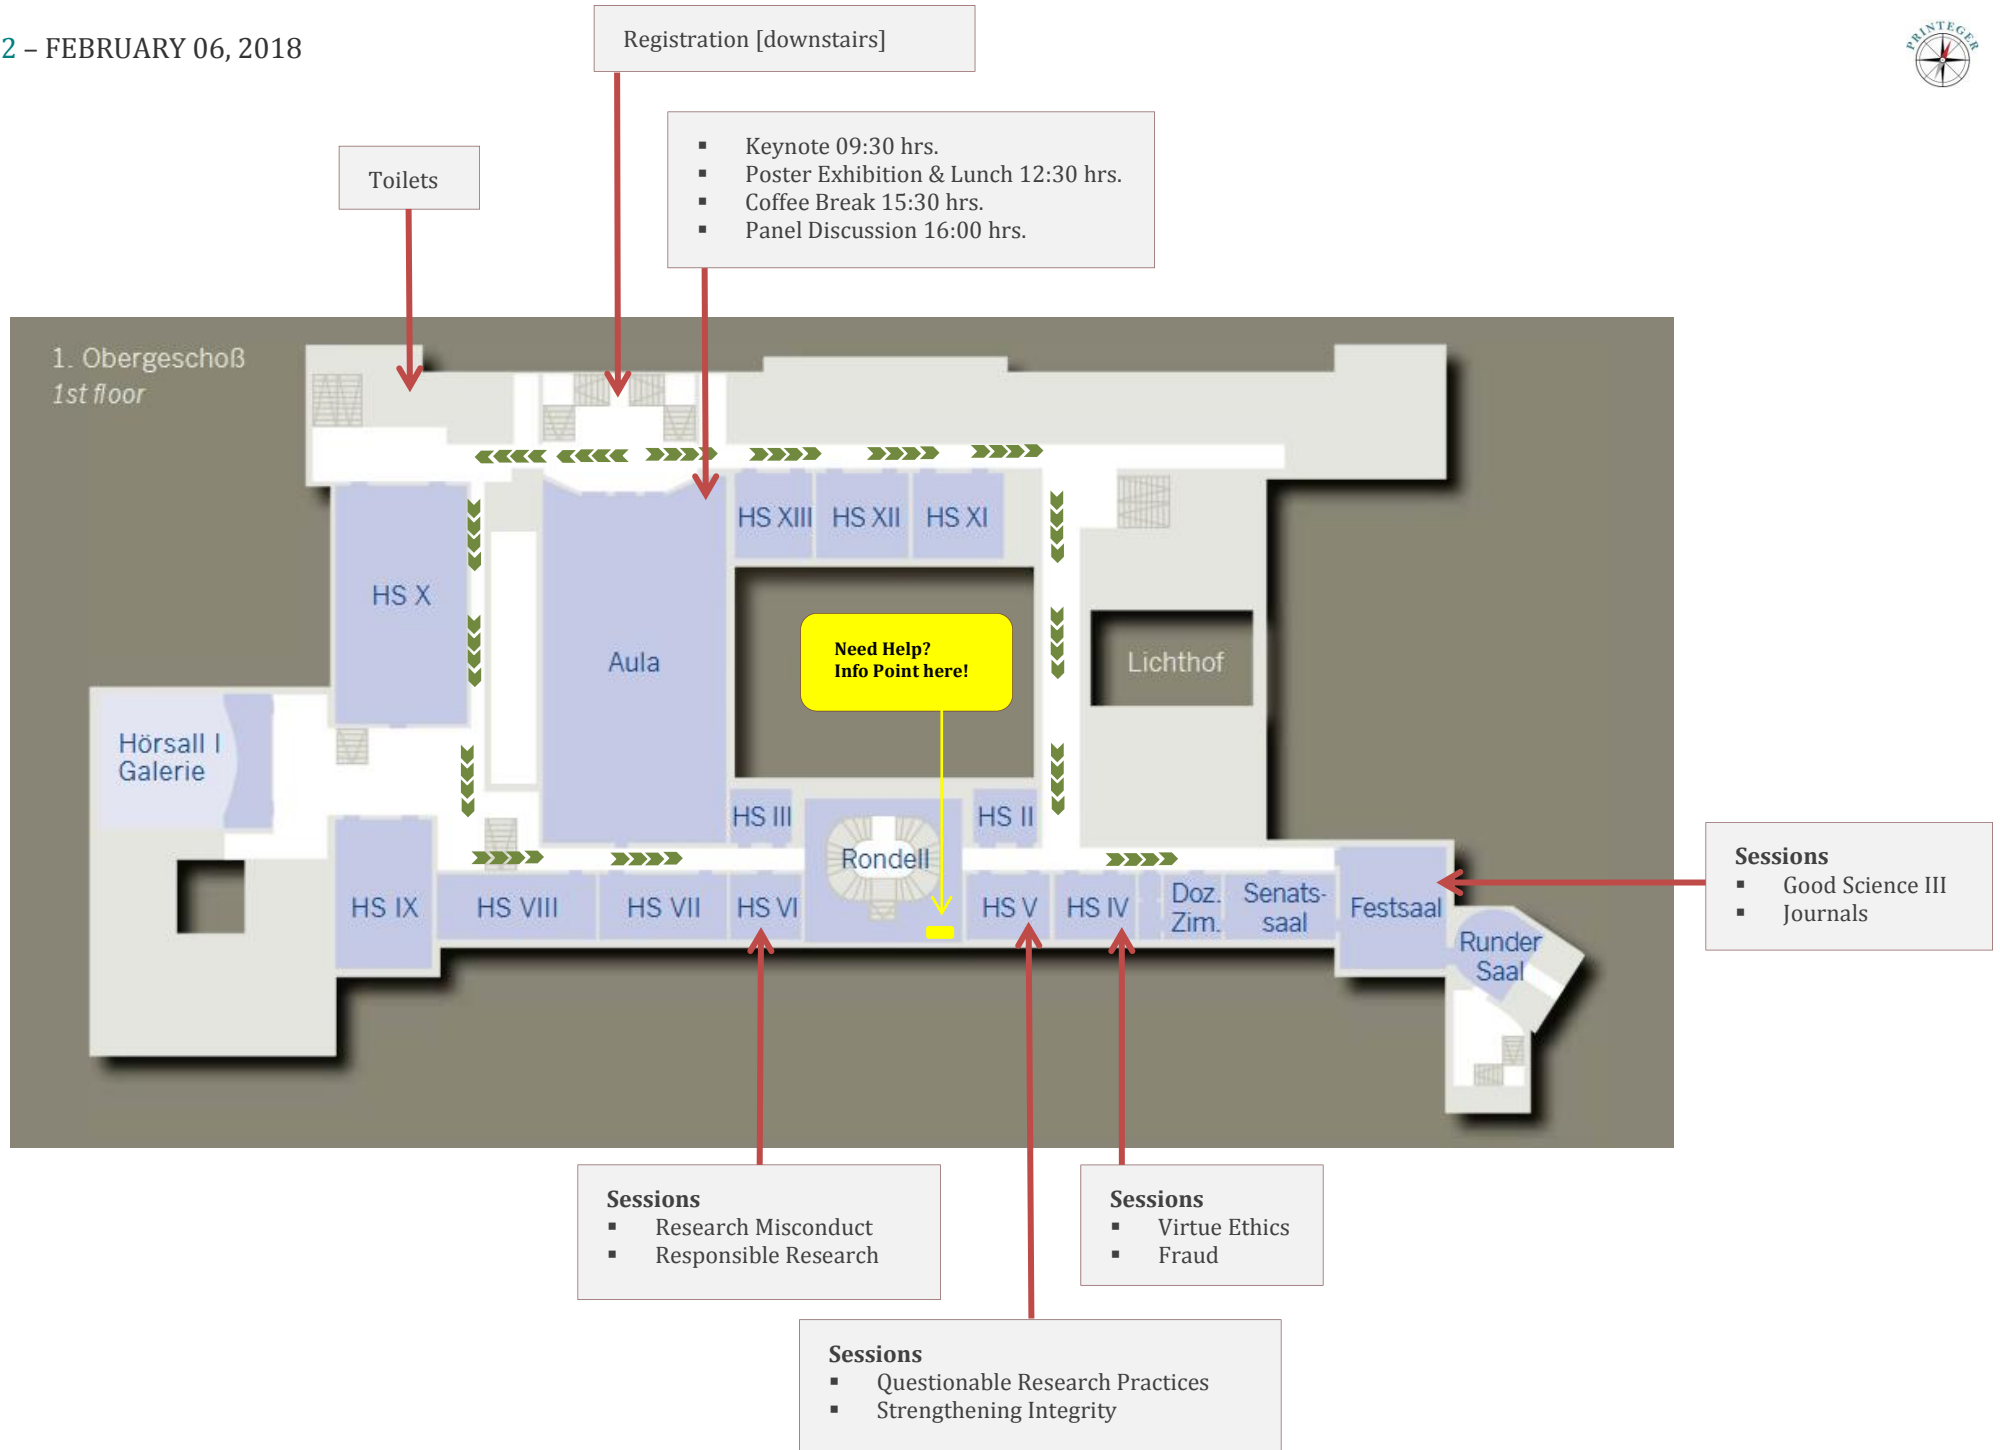 2 – FEBRUARY 06, 2018
Registration [downstairs]
PRINTEGER
▪ Keynote 09:30 hrs.
▪ Poster Exhibition & Lunch 12:30 hrs.
▪ Coffee Break 15:30 hrs.
▪ Panel Discussion 16:00 hrs.
Toilets
1. Obergeschoß
1st floor
HS XIII
HS XII
HS XI
HS X
Aula
Need Help?
Info Point here!
Lichthof
Hörsall I
Galerie
HS III
HS II
Rondell
HS IX
HS VIII
HS VII
HS VI
HS V
HS IV
Doz.
Zim.
Senats-
saal
Festsaal
Runder
Saal
Sessions
▪ Good Science III
▪ Journals
Sessions
▪ Research Misconduct
▪ Responsible Research
Sessions
▪ Virtue Ethics
▪ Fraud
Sessions
▪ Questionable Research Practices
▪ Strengthening Integrity